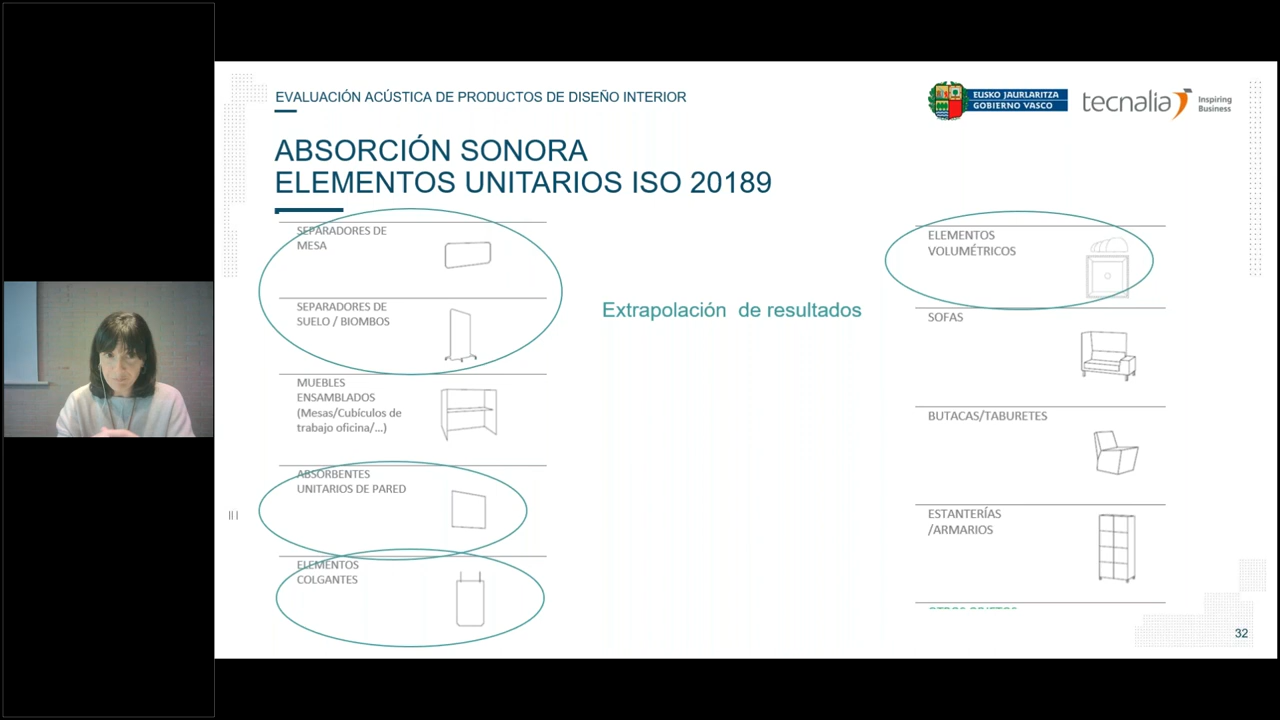 EVALUACIÓN ACÚSTICA DE PRODUCTOS DE DISEÑO INTERIOR
EUSKO JAURLARITZA
GOBIERNO VASCO
tecnalia
Inspiring
Business
ABSORCIÓN SONORA
ELEMENTOS UNITARIOS ISO 20189
SEPARADORES DE
MESA
SEPARADORES DE
SUELO / BIOMBOS
MUEBLES
ENSAMBLADOS
(Mesas/Cubículos de
trabajo oficina/...)
ABSORBENTES
UNITARIOS DE PARED
ELEMENTOS
COLGANTES
Extrapolación de resultados
ELEMENTOS
VOLUMÉTRICOS
SOFAS
BUTACAS/TABURETES
ESTANTERÍAS
/ARMARIOS
32